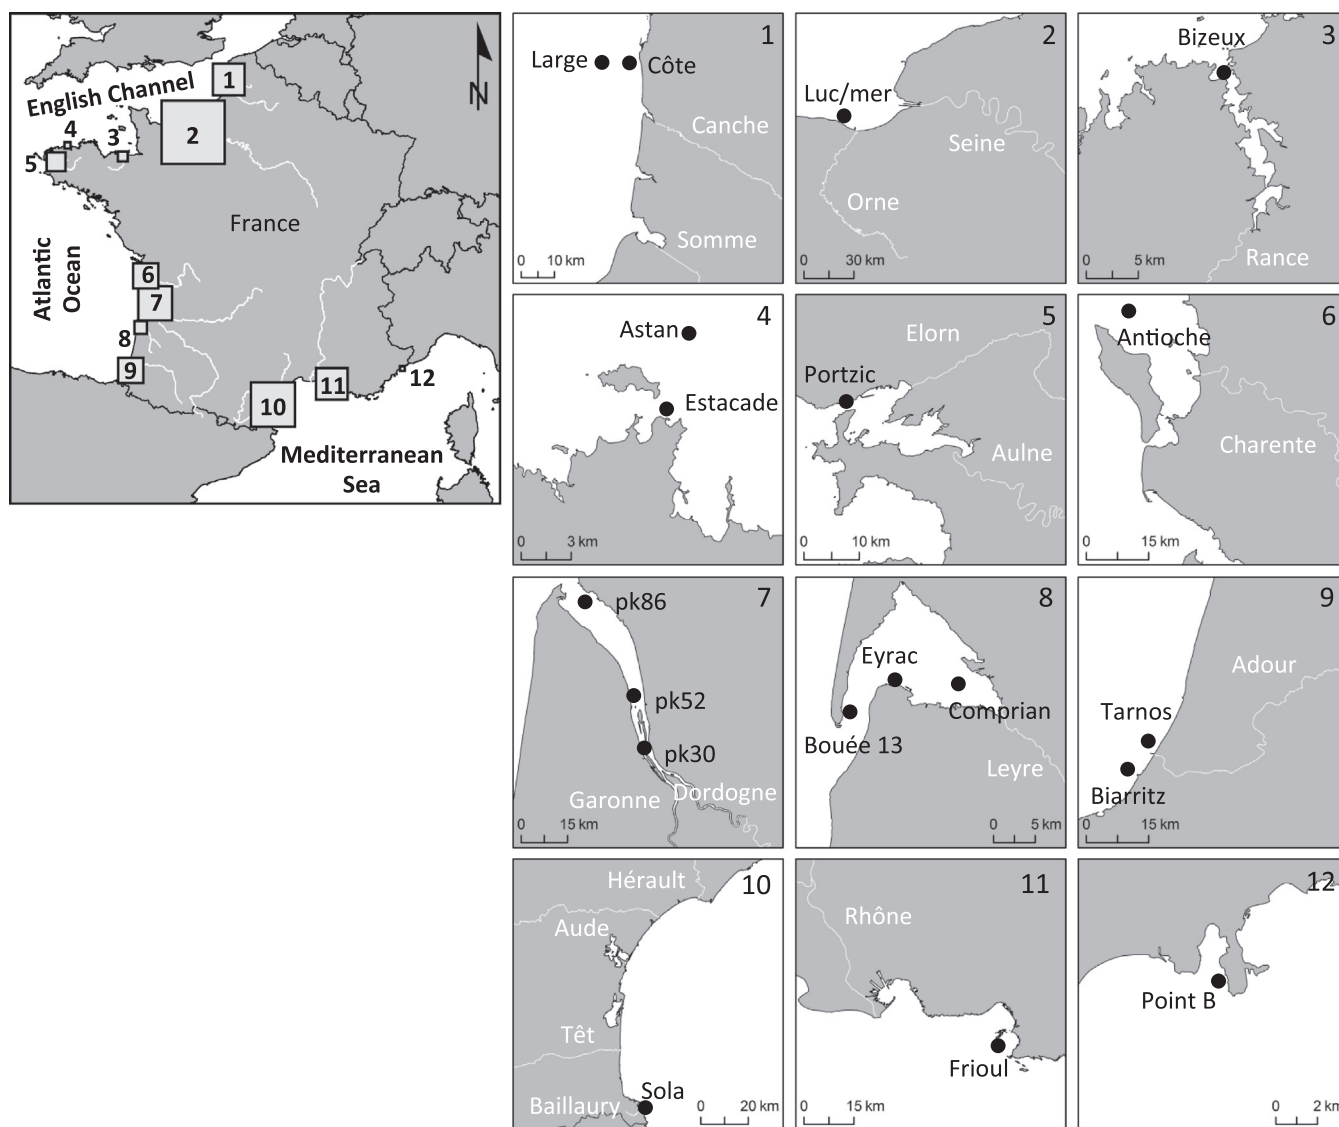 N
English Channel
1
2
3
4
5
France
Atlantic
Ocean
6
7
8
9
10
11
12
Mediterranean
Sea
1
Large
Côte
Canche
Somme
0 10 km
2
Luc/mer
Seine
Orne
0 30 km
3
Bizeux
Rance
0 5 km
4
Astan
Estacade
0 3 km
5
Elorn
Portzic
Aulne
0 10 km
6
Antioche
Charente
0 15 km
7
pk86
pk52
pk30
Garonne
Dordogne
0 15 km
8
Eyrac
Comprian
Bouée 13
Leyre
0 5 km
9
Adour
Tarnos
Biarritz
0 15 km
10
Hérault
Aude
Têt
Sola
Baillaury
0 20 km
11
Rhône
Frioul
0 15 km
12
Point B
0 2 km